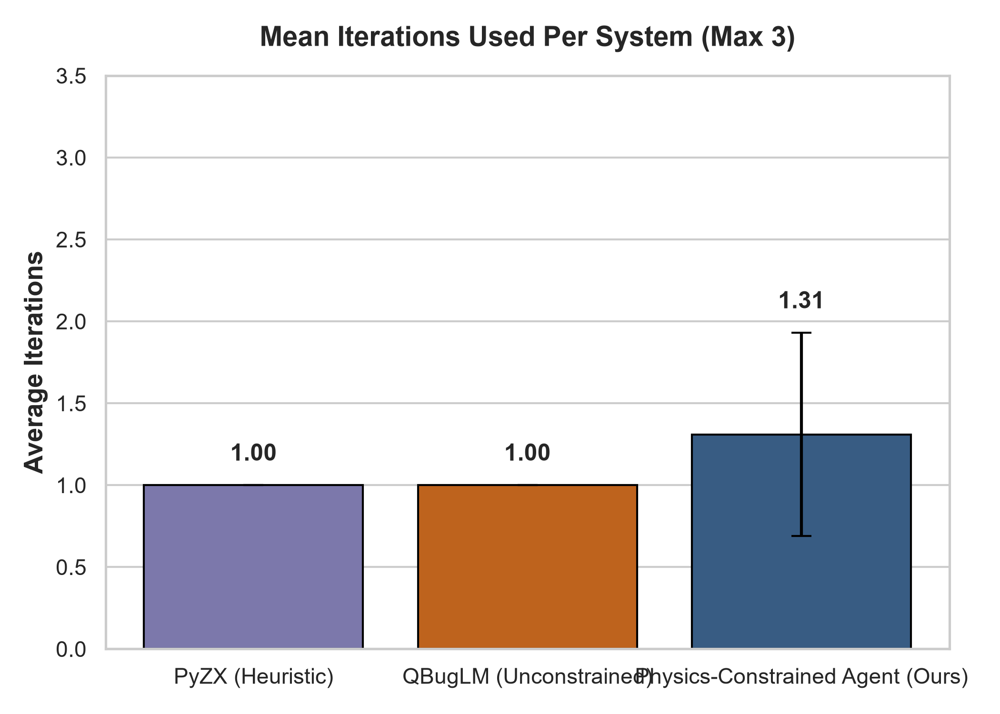 Mean Iterations Used Per System (Max 3)
3.5
3.0
2.5
2.0
1.5
1.0
0.5
0.0
Average Iterations
1.00
1.00
1.31
PyZX (Heuristic)
QBugLM (Unconstrained)
Physics-Constrained Agent (Ours)